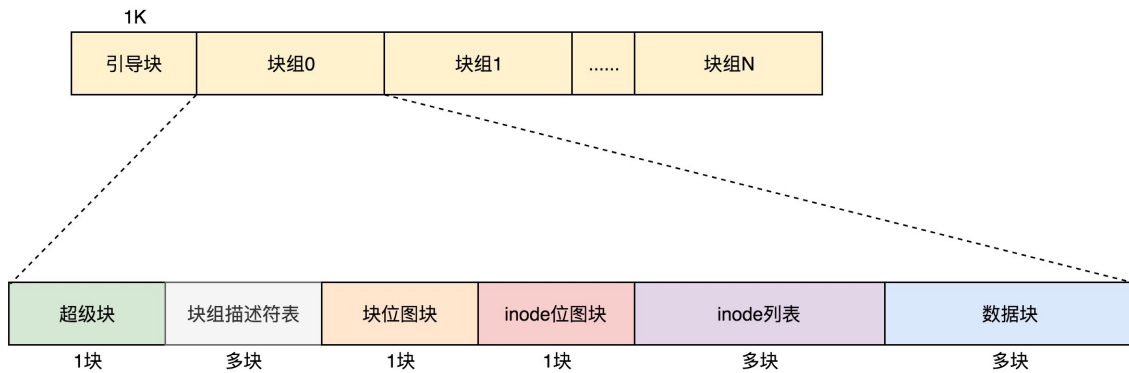 1K
引导块
块组0
块组1
......
块组N
超级块
块组描述符表
块位图块
inode位图块
inode列表
数据块
1块
多块
1块
1块
多块
多块